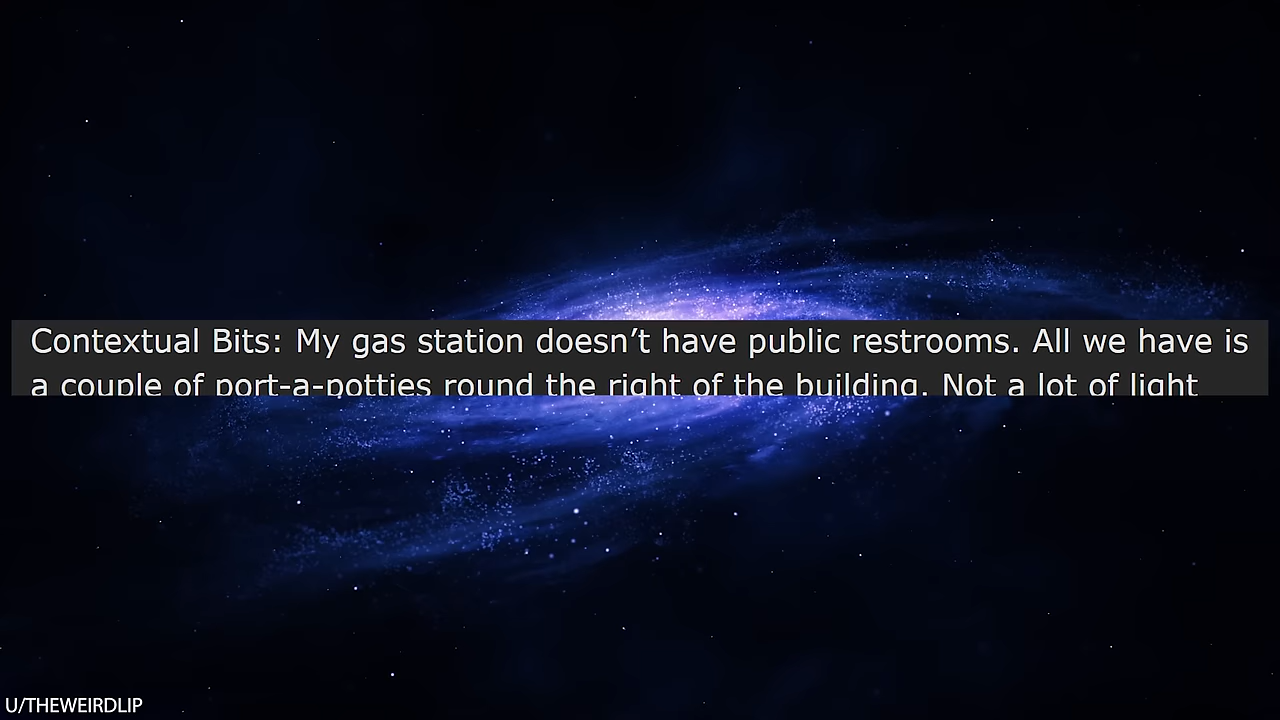 Contextual Bits: My gas station doesn’t have public restrooms. All we have is
a couple of port-a-potties round the right of the building. Not a lot of light
U/THEWEIRDLIP